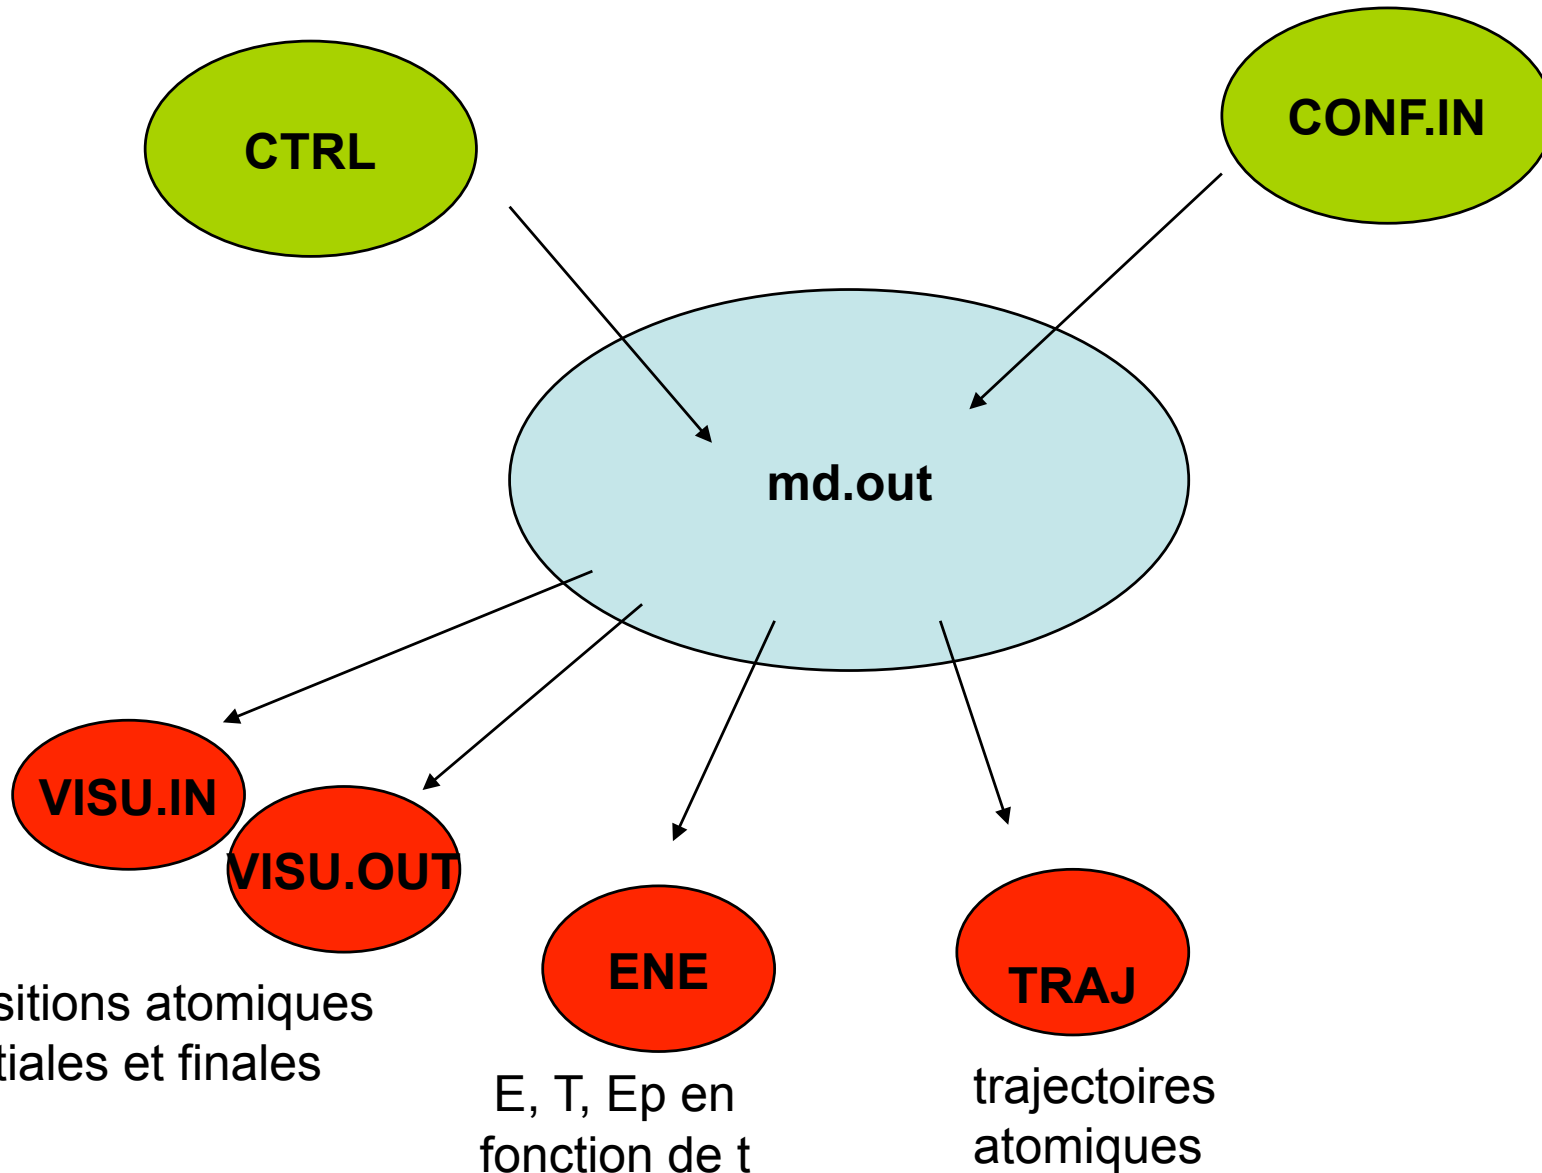 CTRL
CONF.IN
md.out
VISU.IN
VISU.OUT
ENE
TRAJ
sitions atomiques
tiales et finales
E, T, Ep en
fonction de t
trajectoires
atomiques